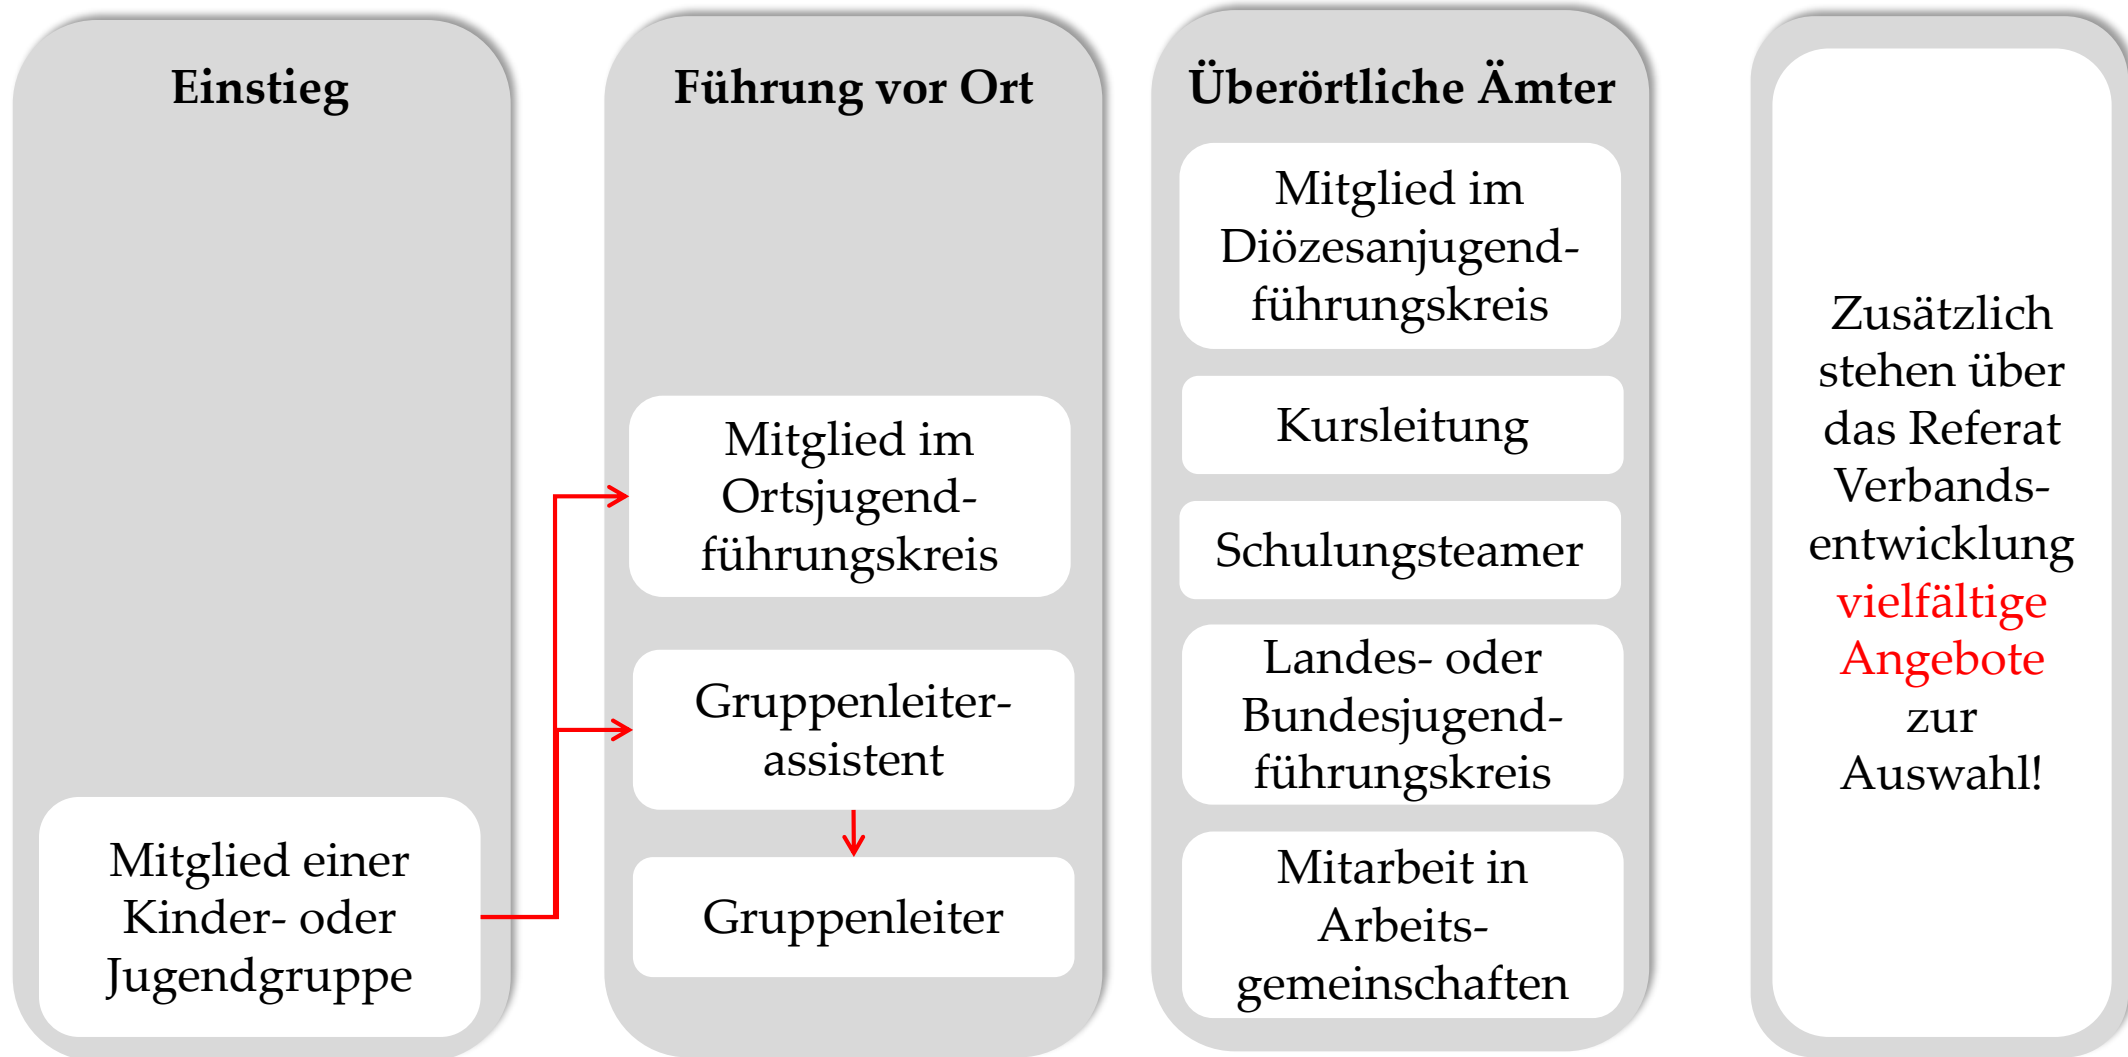 Einstieg
Mitglied einer
Kinder- oder
Jugendgruppe
Führung vor Ort
Mitglied im
Ortsjugend-
führungskreis
Gruppenleiter-
assistent
Gruppenleiter
Überörtliche Ämter
Mitglied im
Diözesanjugend-
führungskreis
Kursleitung
Schulungsteamer
Landes- oder
Bundesjugend-
führungskreis
Mitarbeit in
Arbeits-
gemeinschaften
Zusätzlich
stehen über
das Referat
Verbands-
entwicklung
vielfältige
Angebote
zur
Auswahl!